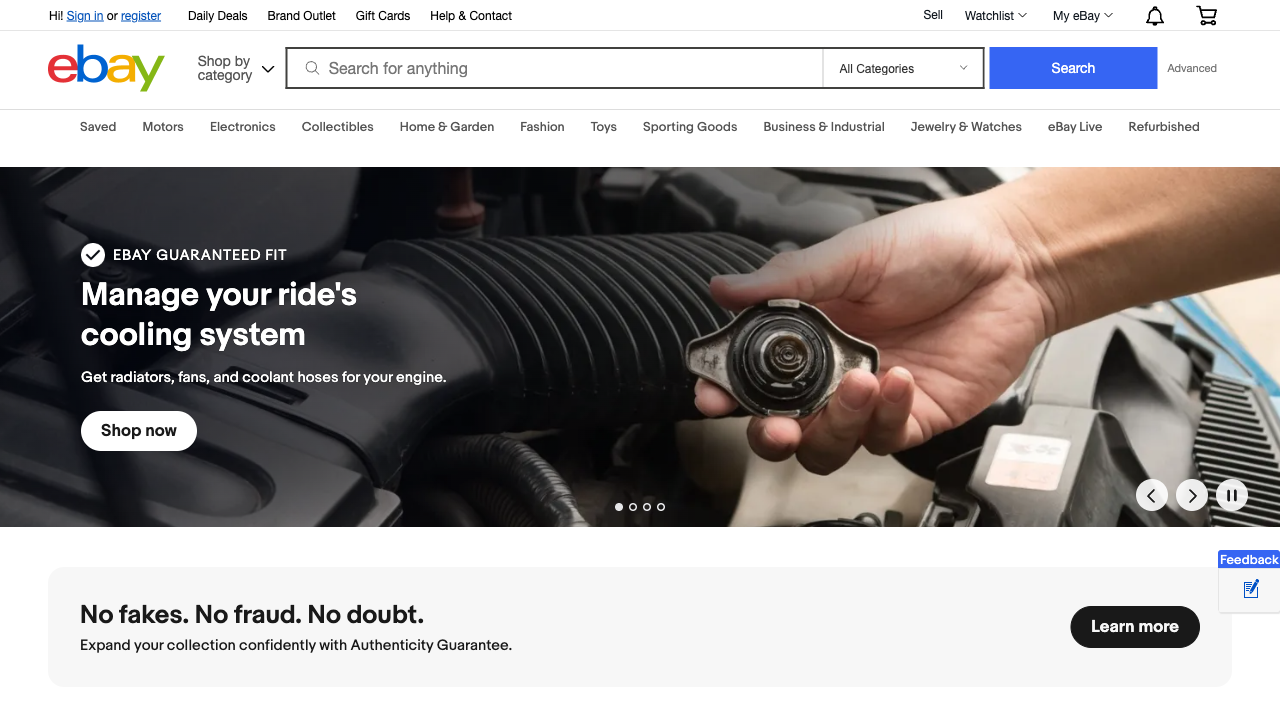 Hi! Sign in or register Daily Deals Brand Outlet Gift Cards Help & Contact Sell Watchlist My eBay
ebay Shop by category Search for anything All Categories Search Advanced
Saved Motors Electronics Collectibles Home & Garden Fashion Toys Sporting Goods Business & Industrial Jewelry & Watches eBay Live Refurbished
EBAY GUARANTEED FIT
Manage your ride's
cooling system
Get radiators, fans, and coolant hoses for your engine.
Shop now
Feedback
No fakes. No fraud. No doubt.
Expand your collection confidently with Authenticity Guarantee.
Learn more